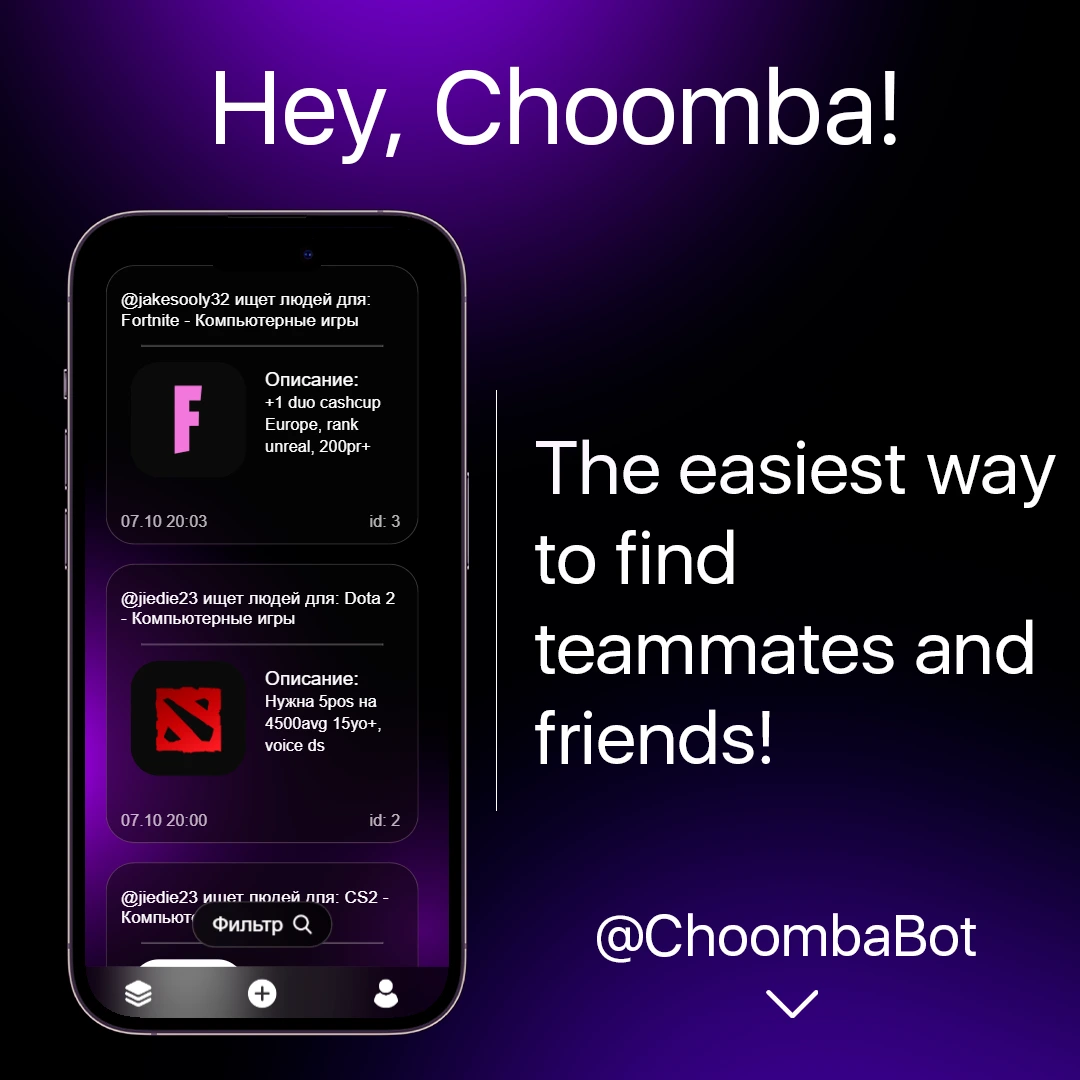 Hey, Choomba!
@jakesooly32 ищет людей для:
Fortnite - Компьютерные игры
Описание:
+1 duo cashcup
Europe, rank
unreal, 200pr+
07.10 20:03
id: 3
@jiedie23 ищет людей для: Dota 2
- Компьютерные игры
Описание:
Нужна 5pos на
4500avg 15yo+,
voice ds
07.10 20:00
id: 2
@jiedie23 ищет людей для: CS2 -
Фильтр
The easiest way
to find
teammates and
friends!
@ChoombaBot